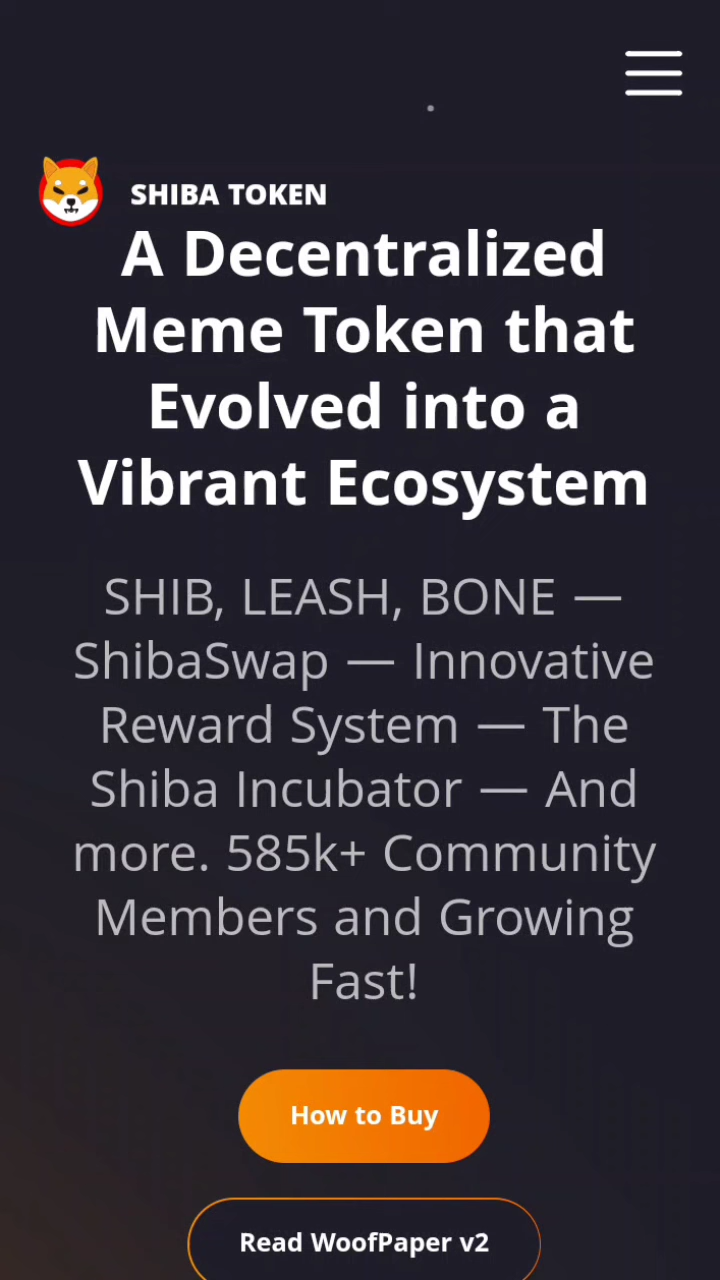 SHIBA TOKEN
A Decentralized
Meme Token that
Evolved into a
Vibrant Ecosystem
SHIB, LEASH, BONE —
ShibaSwap — Innovative
Reward System — The
Shiba Incubator — And
more. 585k+ Community
Members and Growing
Fast!
How to Buy
Read WoofPaper v2